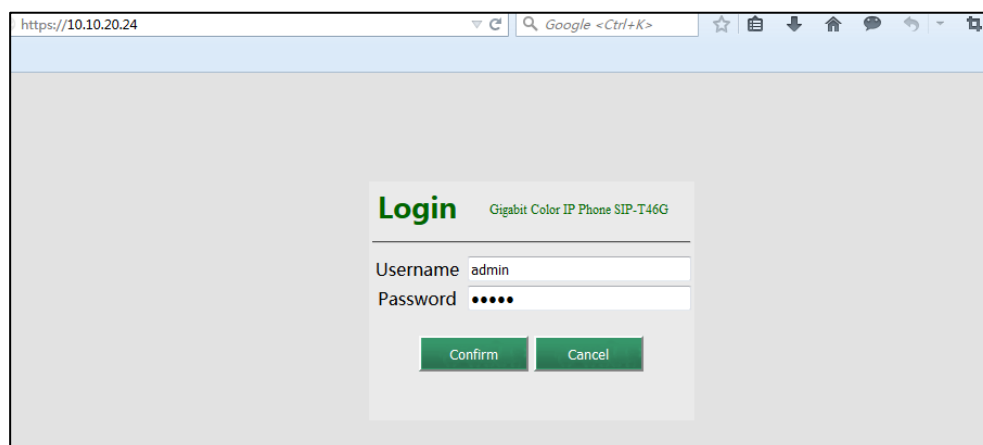 https://10.10.20.24 Google <Ctrl+K>
Login Gigabit Color IP Phone SIP-T46G
Username admin
Password •••••
Confirm Cancel